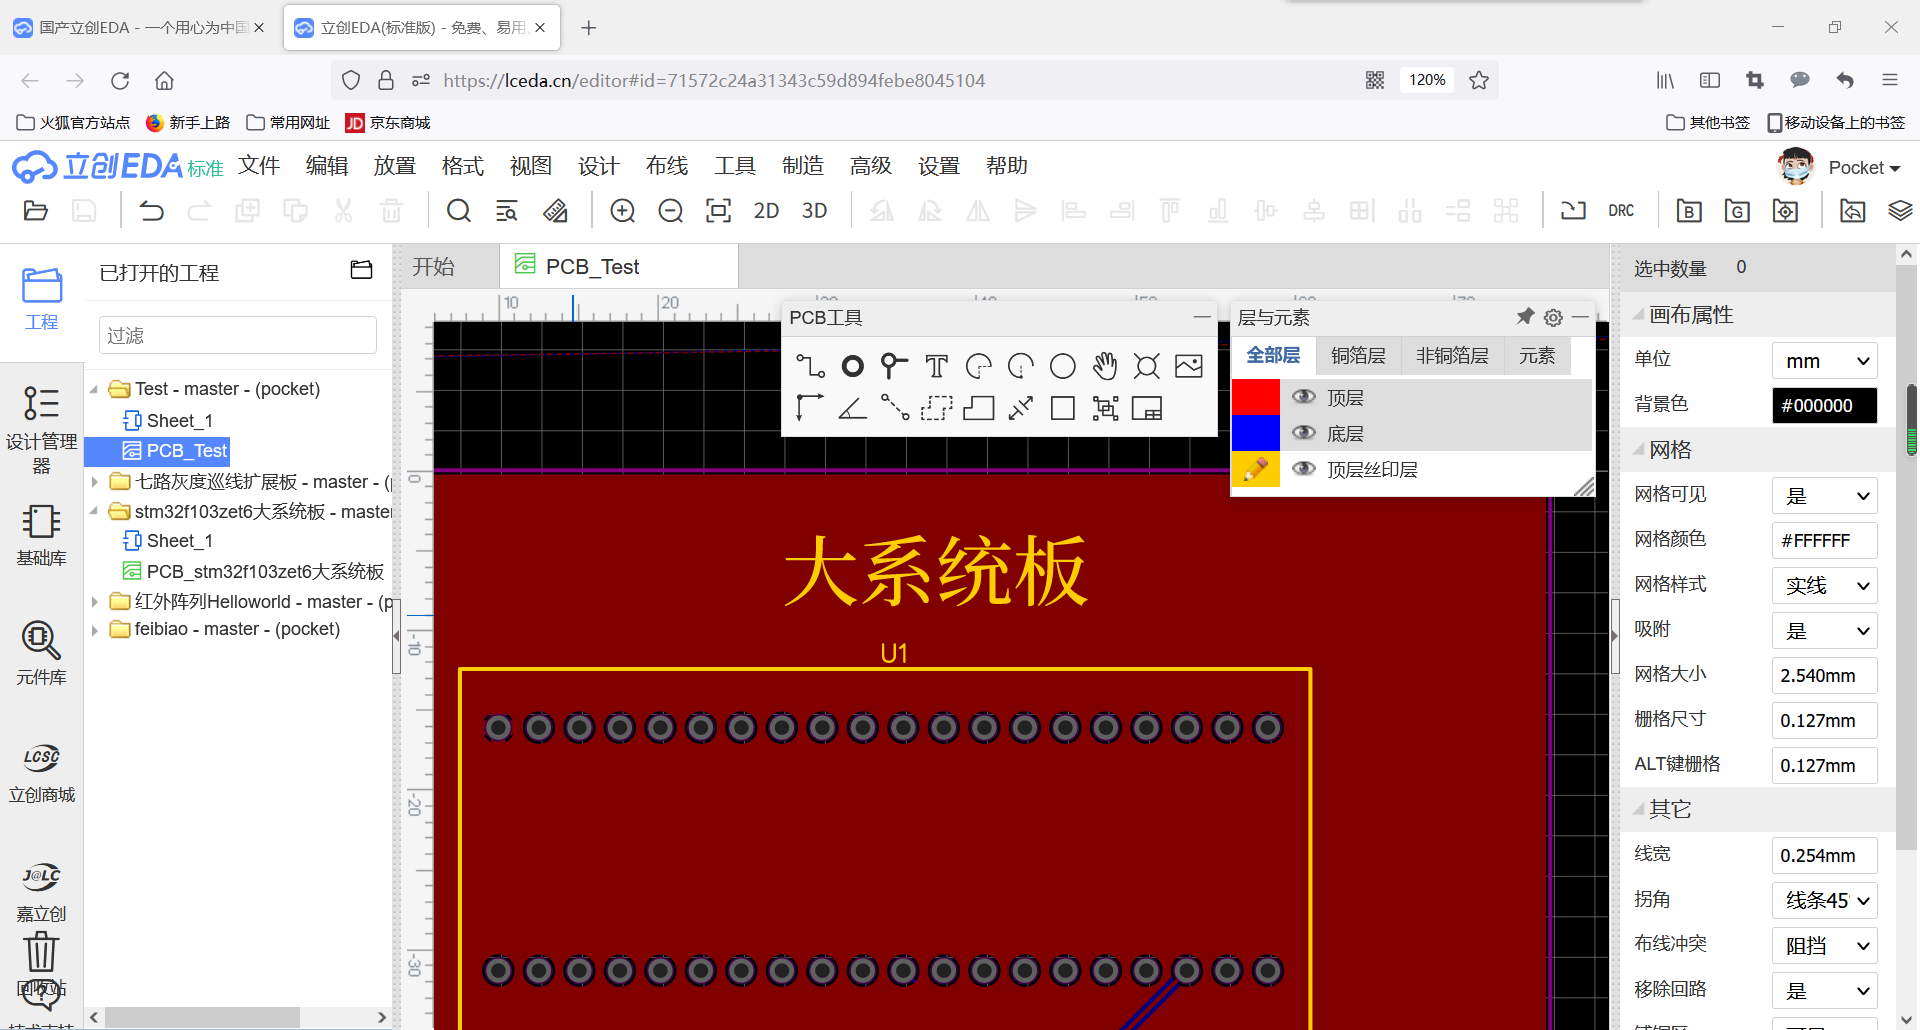 国产立创EDA - 一个用心为中国
立创EDA(标准版) - 免费、易用
https://lceda.cn/editor#id=71572c24a31343c59d894febe8045104
120%
火狐官方站点
新手上路
常用网址
JD 京东商城
其他书签
移动设备上的书签
立创EDA 标准
文件 编辑 放置 格式 视图 设计 布线 工具 制造 高级 设置 帮助
Pocket
2D 3D
DRC
B G
工程
设计管理器
基础库
元件库
LCSC
立创商城
J@LC
嘉立创
回收站
已打开的工程
过滤
Test - master - (pocket)
Sheet_1
PCB_Test
七路灰度巡线扩展板 - master - (
stm32f103zet6大系统板 - master
Sheet_1
PCB_stm32f103zet6大系统板
红外阵列Helloworld - master - (p
feibiao - master - (pocket)
开始
PCB_Test
10 20
0
-10
-20
-30
PCB工具
层与元素
全部层 铜箔层 非铜箔层 元素
顶层
底层
顶层丝印层
大系统板
U1
选中数量 0
画布属性
单位 mm
背景色 #000000
网格
网格可见 是
网格颜色 #FFFFFF
网格样式 实线
吸附 是
网格大小 2.540mm
栅格尺寸 0.127mm
ALT键栅格 0.127mm
其它
线宽 0.254mm
拐角 线条45°
布线冲突 阻挡
移除回路 是